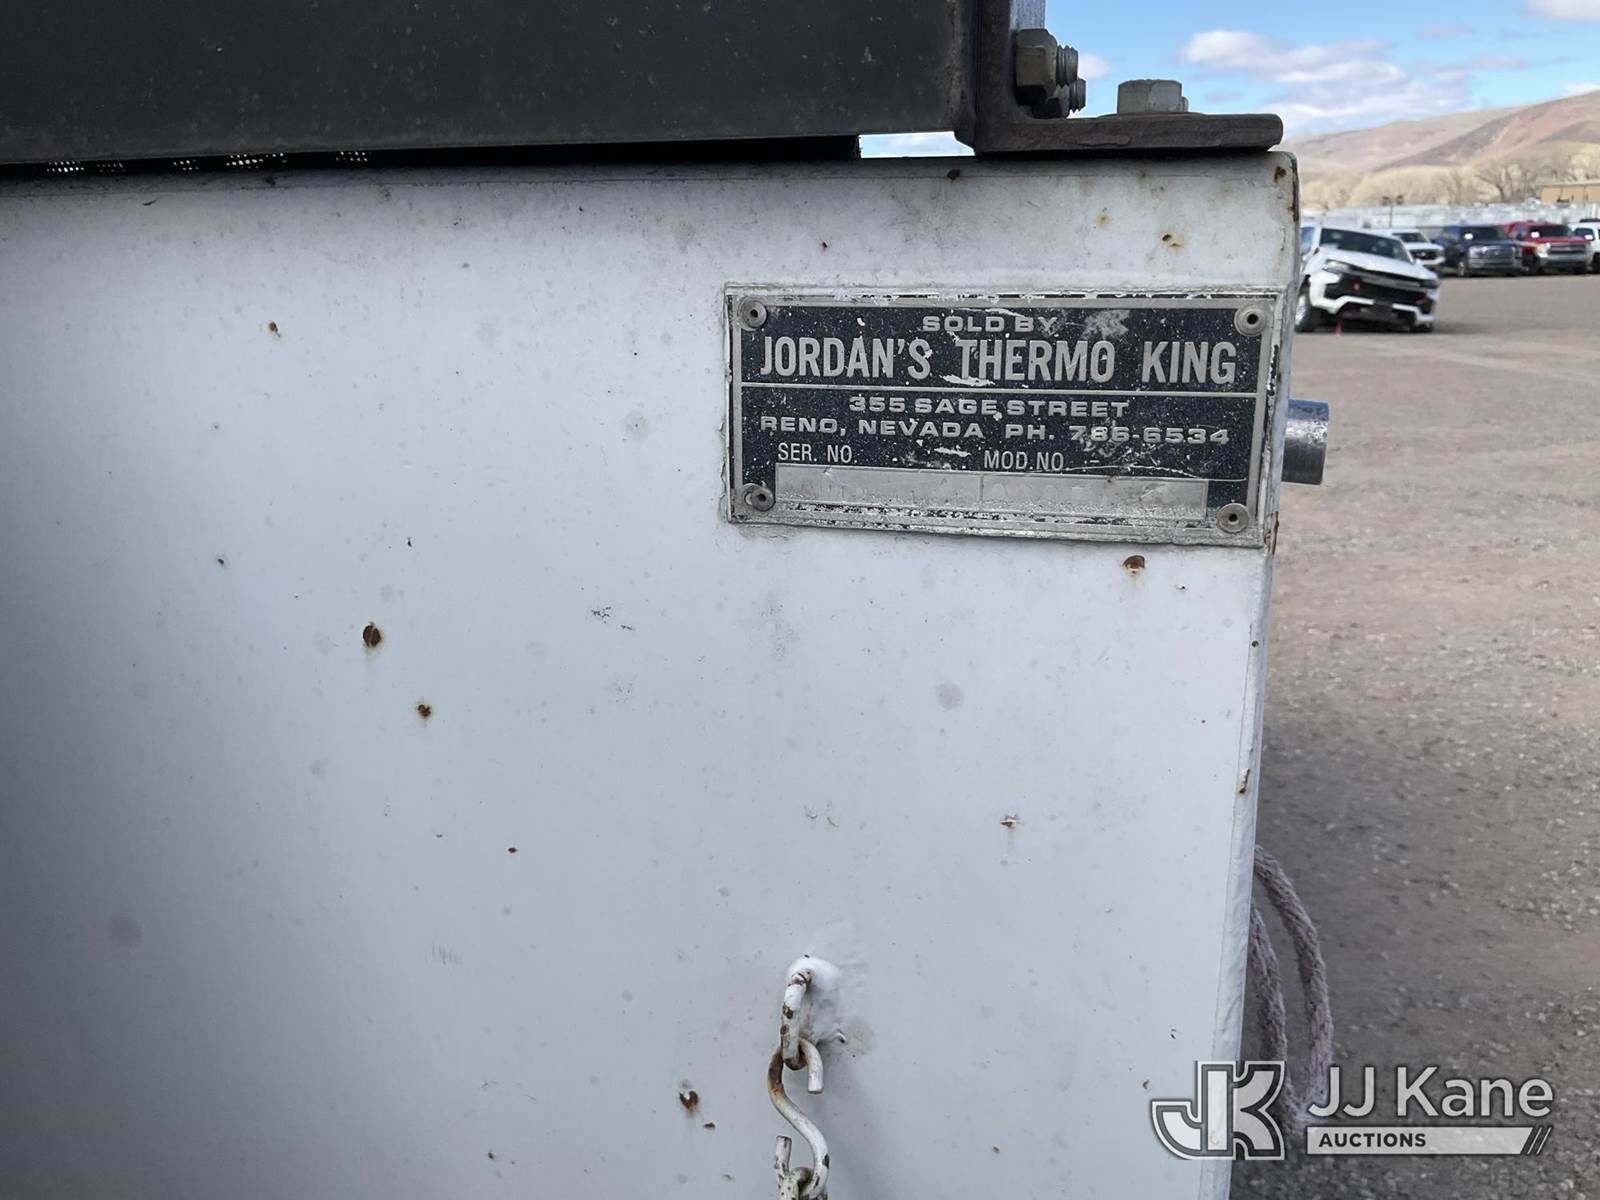 SOLD BY
JORDAN'S THERMO KING
355 SAGE STREET
RENO, NEVADA PH. 786-6534
SER. NO. MOD. NO.
JK JJ Kane
AUCTIONS